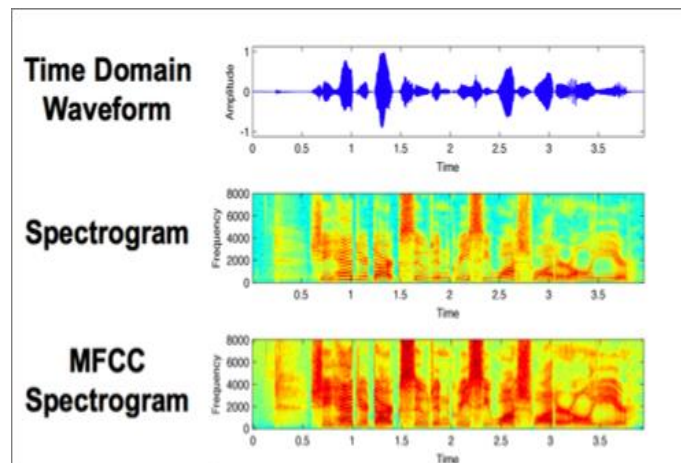 Time Domain
Waveform
Amplitude
1
0
-1
0 0.5 1 1.5 2 2.5 3 3.5
Time
Spectrogram
Frequency
8000
6000
4000
2000
0
0.5 1 1.5 2 2.5 3 3.5
Time
MFCC
Spectrogram
Frequency
8000
6000
4000
2000
0
0 0.5 1 1.5 2 2.5 3 3.5
Time